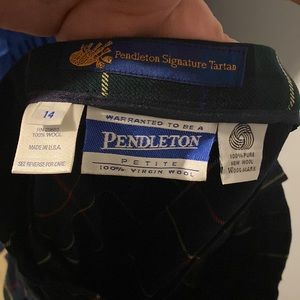 Pendleton Signature Tartan
14
100% WOOL
MADE IN U.S.A.
SEE REVERSE FOR CARE
WARRANTED TO BE A
PENDLETON
PETITE
100% VIRGIN WOOL
100% PURE
NEW WOOL
WOOLMARK